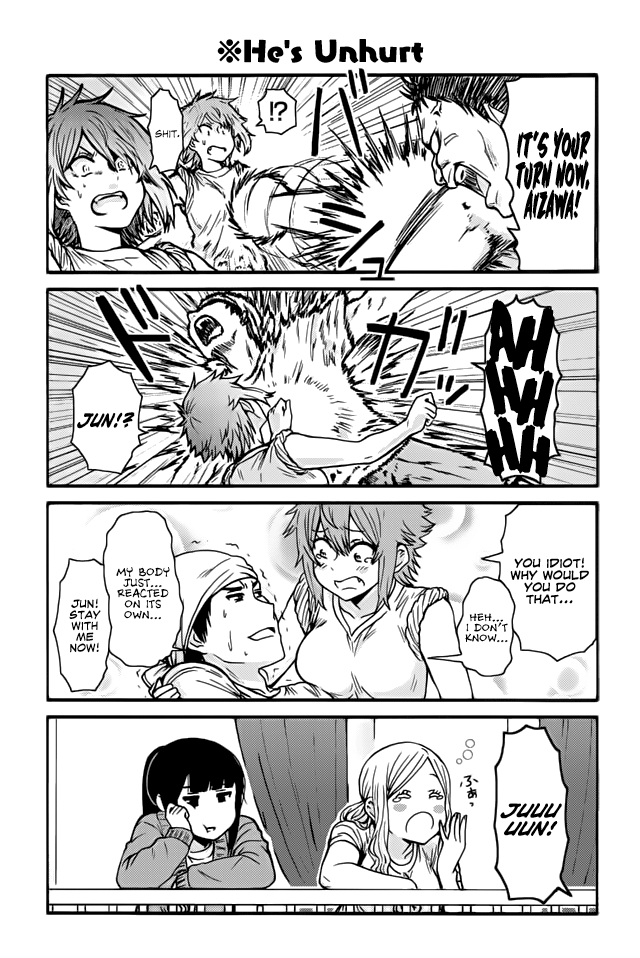 ※He's Unhurt
IT'S YOUR
TURN NOW,
AIZAWA!
!?
SHIT.
バ
シ
ュ
AH
HH
HH
ガッ
ド
JUN!?
YOU IDIOT!
WHY WOULD
YOU DO
THAT...
HEH...
I DON'T
KNOW...
MY BODY
JUST...
REACTED
ON ITS
OWN...
JUN!
STAY
WITH
ME
NOW!
JUUU
UUN!
ふぁっ